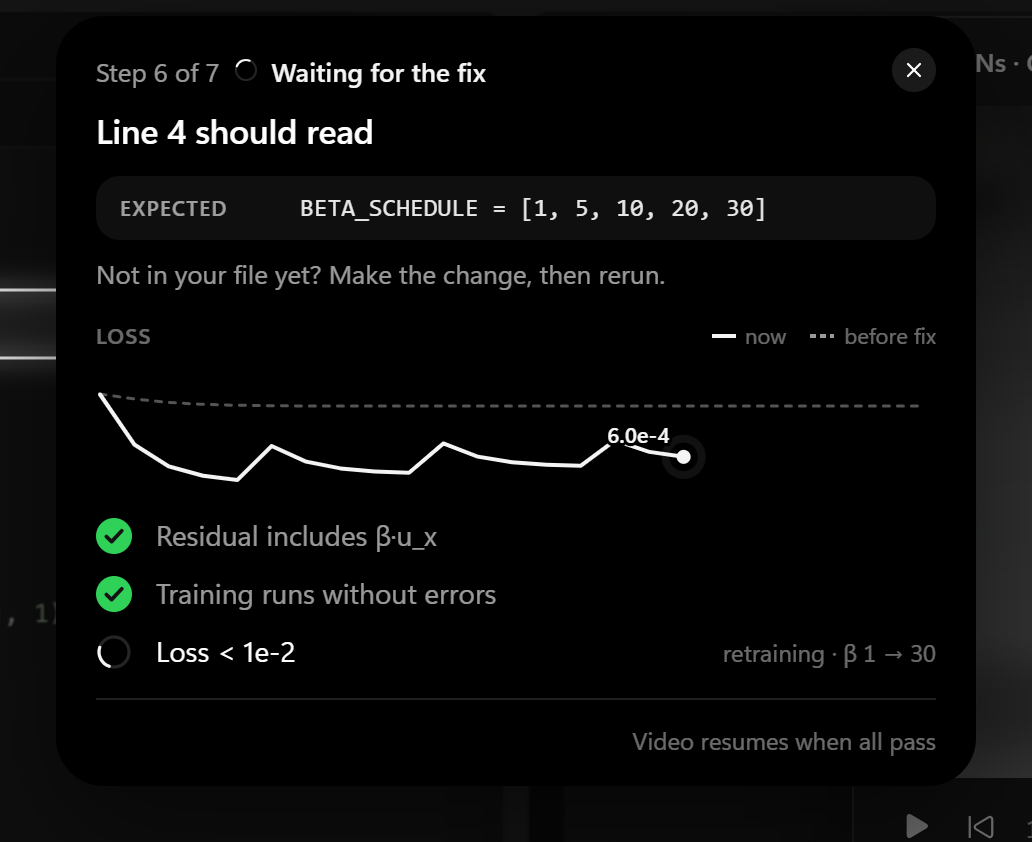 Step 6 of 7 Waiting for the fix
Ns ·
Line 4 should read
EXPECTED BETA_SCHEDULE = [1, 5, 10, 20, 30]
Not in your file yet? Make the change, then rerun.
LOSS now before fix
6.0e-4
Residual includes β·u_x
Training runs without errors
, 1]
Loss < 1e-2 retraining · β 1 → 30
Video resumes when all pass